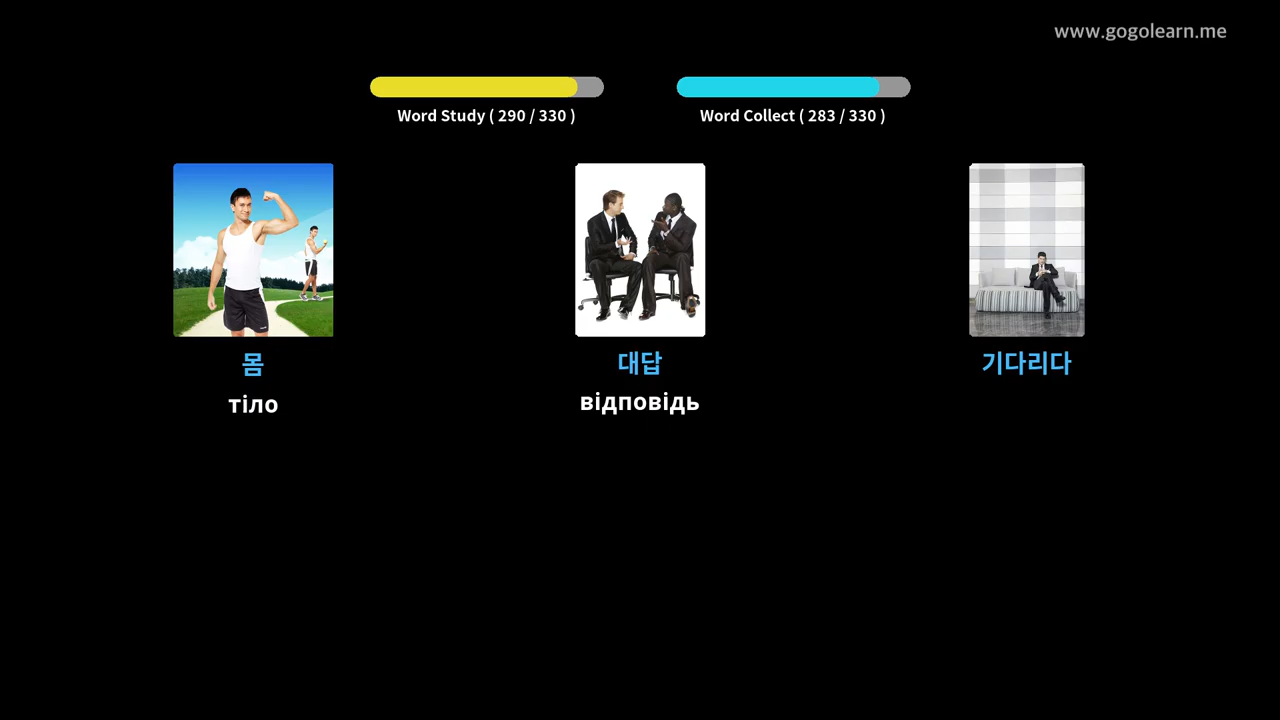 www.gogolearn.me
Word Study ( 290 / 330 )
Word Collect ( 283 / 330 )
몸
대답
기다리다
тіло
відповідь